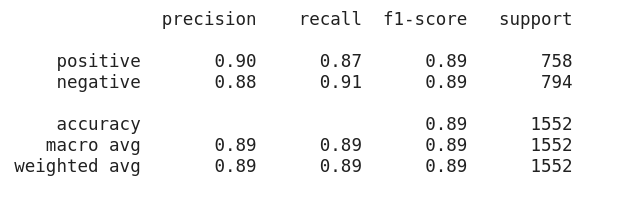 precision recall f1-score support
positive 0.90 0.87 0.89 758
negative 0.88 0.91 0.89 794
accuracy 0.89 1552
macro avg 0.89 0.89 0.89 1552
weighted avg 0.89 0.89 0.89 1552